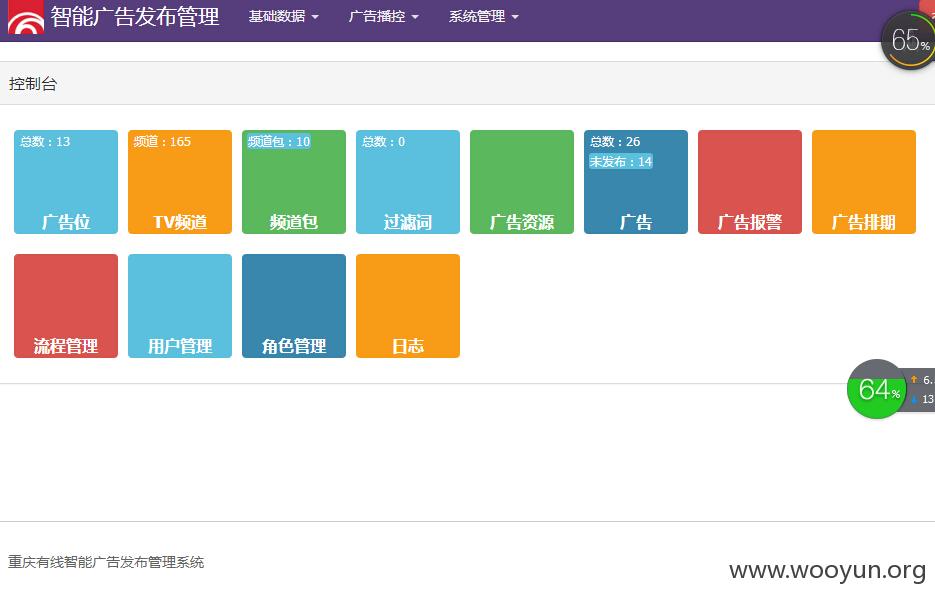 智能广告发布管理 基础数据 广告播控 系统管理
65%
控制台
总数：13 频道：165 频道包：10 总数：0 总数：26
未发布：14
广告位 TV频道 频道包 过滤词 广告资源 广告 广告报警 广告排期
流程管理 用户管理 角色管理 日志
64%
6.
13
重庆有线智能广告发布管理系统
www.wooyun.org